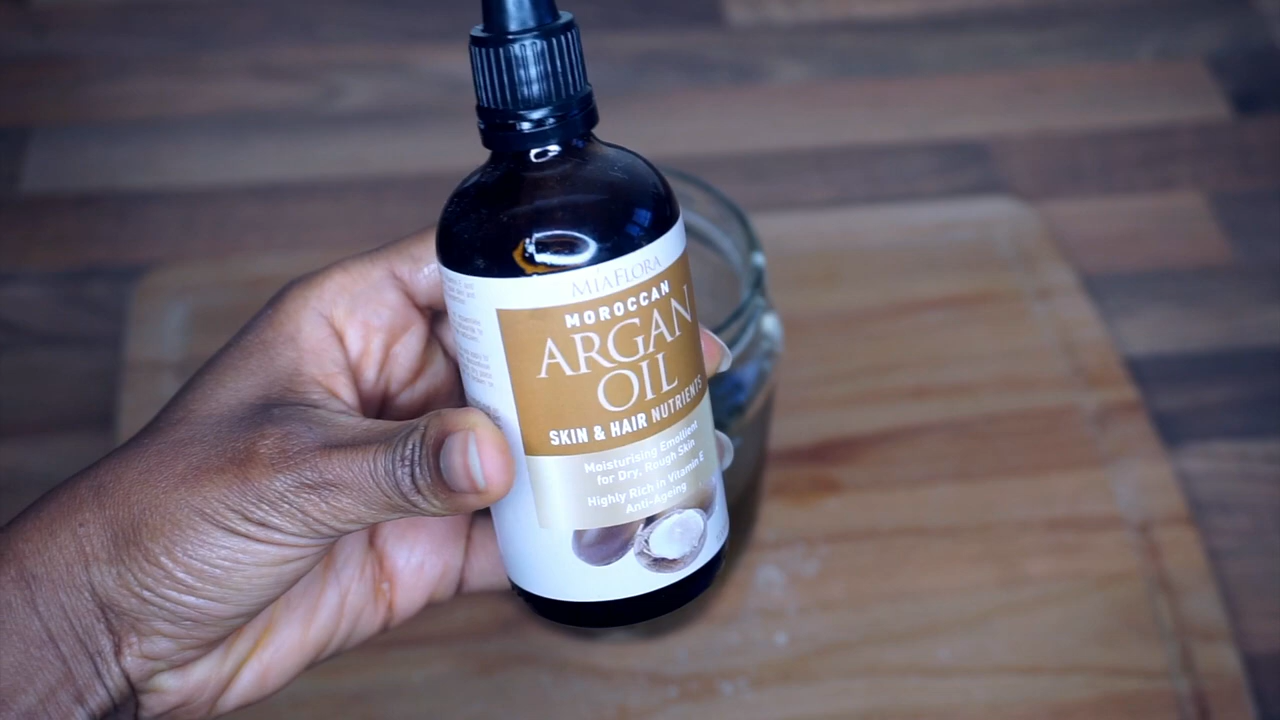 MIAFLORA
MOROCCAN
ARGAN
OIL
SKIN & HAIR NUTRIENTS
Moisturising Emollient
for Dry, Rough Skin
Highly Rich in Vitamin E
Anti-Ageing